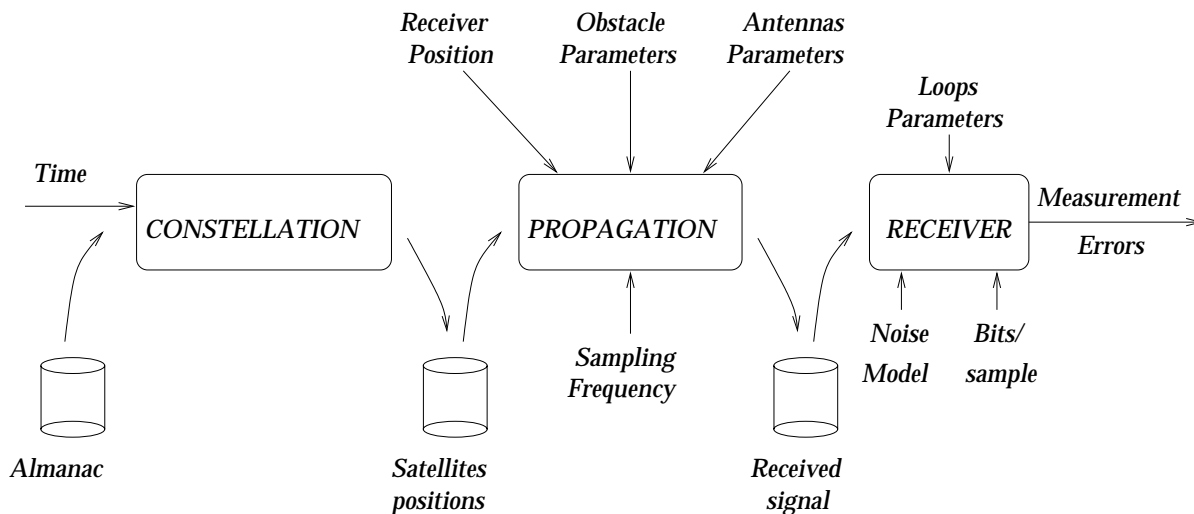 Receiver
Position
Obstacle
Parameters
Antennas
Parameters
Loops
Parameters
Time
CONSTELLATION
PROPAGATION
RECEIVER
Measurement
Errors
Sampling
Frequency
Noise
Model
Bits/
sample
Almanac
Satellites
positions
Received
signal